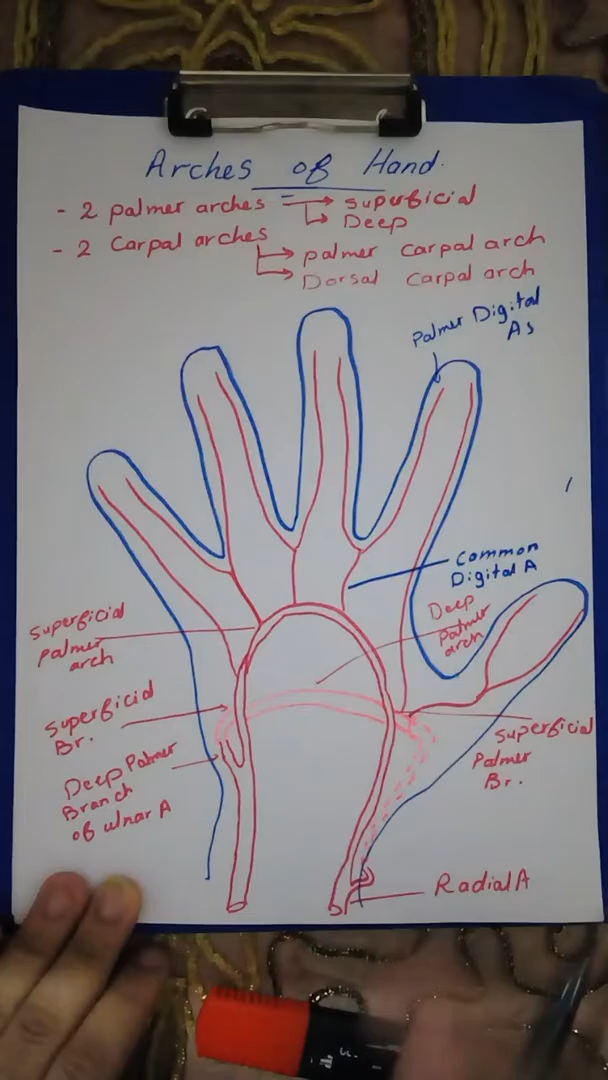 Arches of Hand.
- 2 palmer arches → superficial
→ Deep
- 2 Carpal arches
→ palmer carpal arch
→ Dorsal carpal arch
palmer Digital
As
Common
Digital A
Deep
palmer
arch
superficial
palmer
arch
superficial
Br.
Deep Palmer
Branch
of ulnar A
superficial
palmer
Br.
Radial A